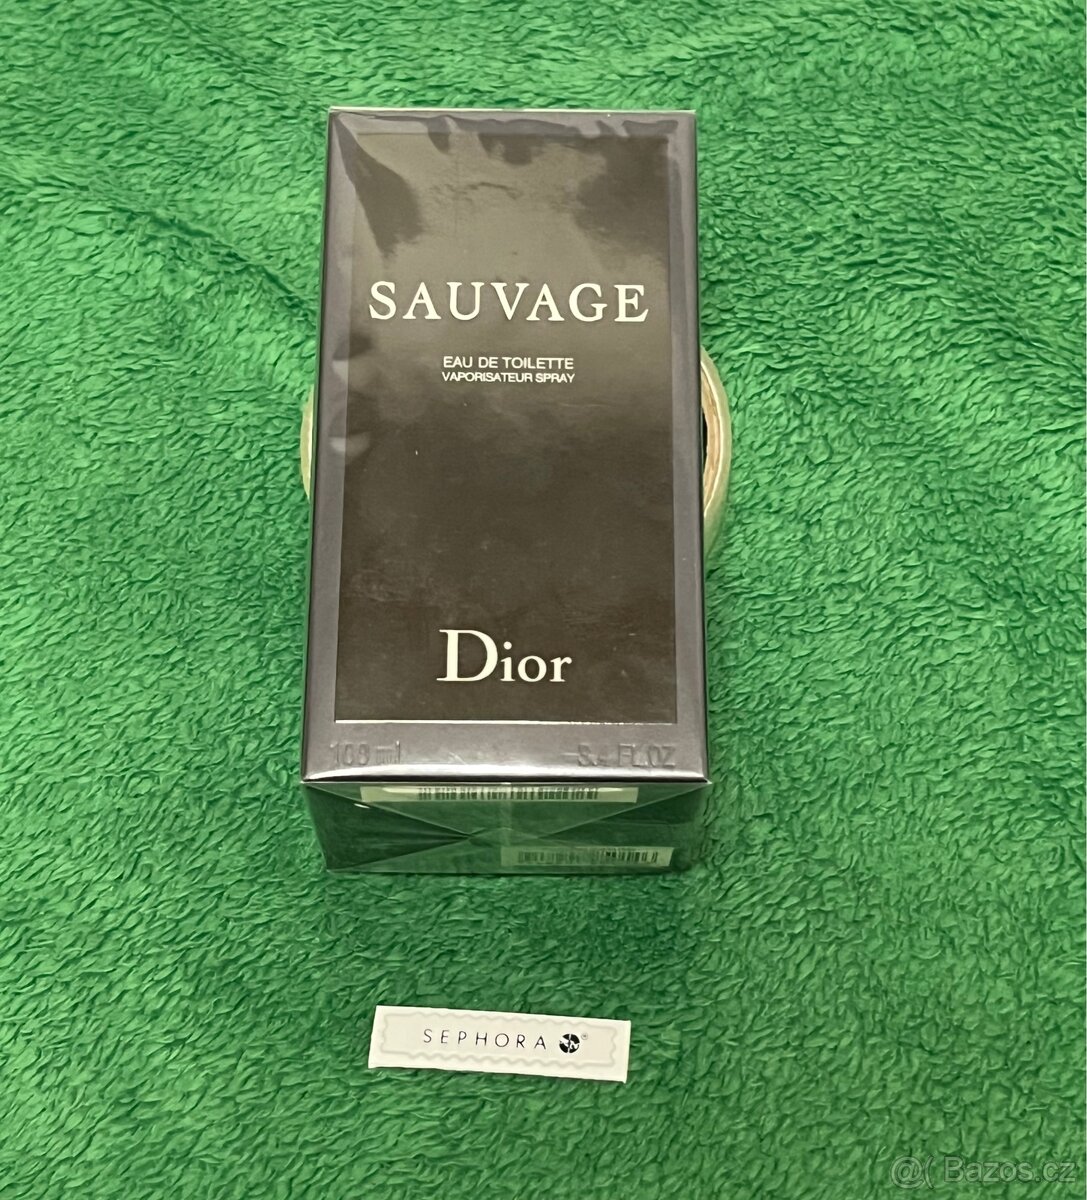 SAUVAGE
EAU DE TOILETTE
VAPORISATEUR SPRAY
Dior
100 ml 3.4 FL.OZ
SEPHORA
@( Bazos.cz